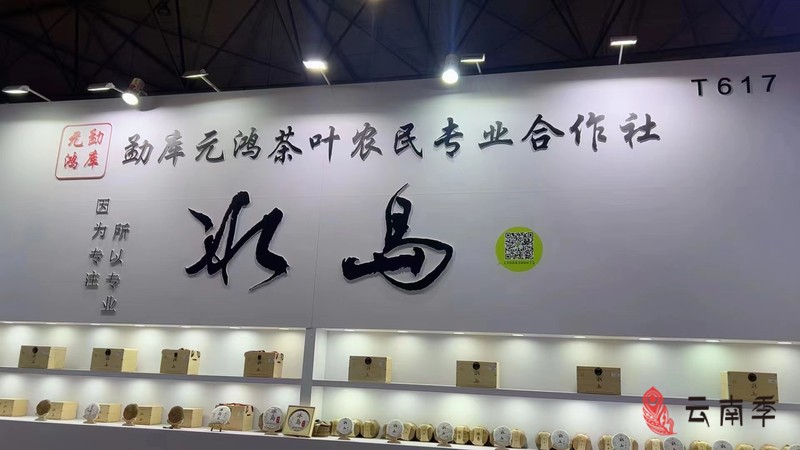 T617
勐库元鸿
勐库元鸿茶叶农民专业合作社
因为专注
所以专业
冰岛
云南季